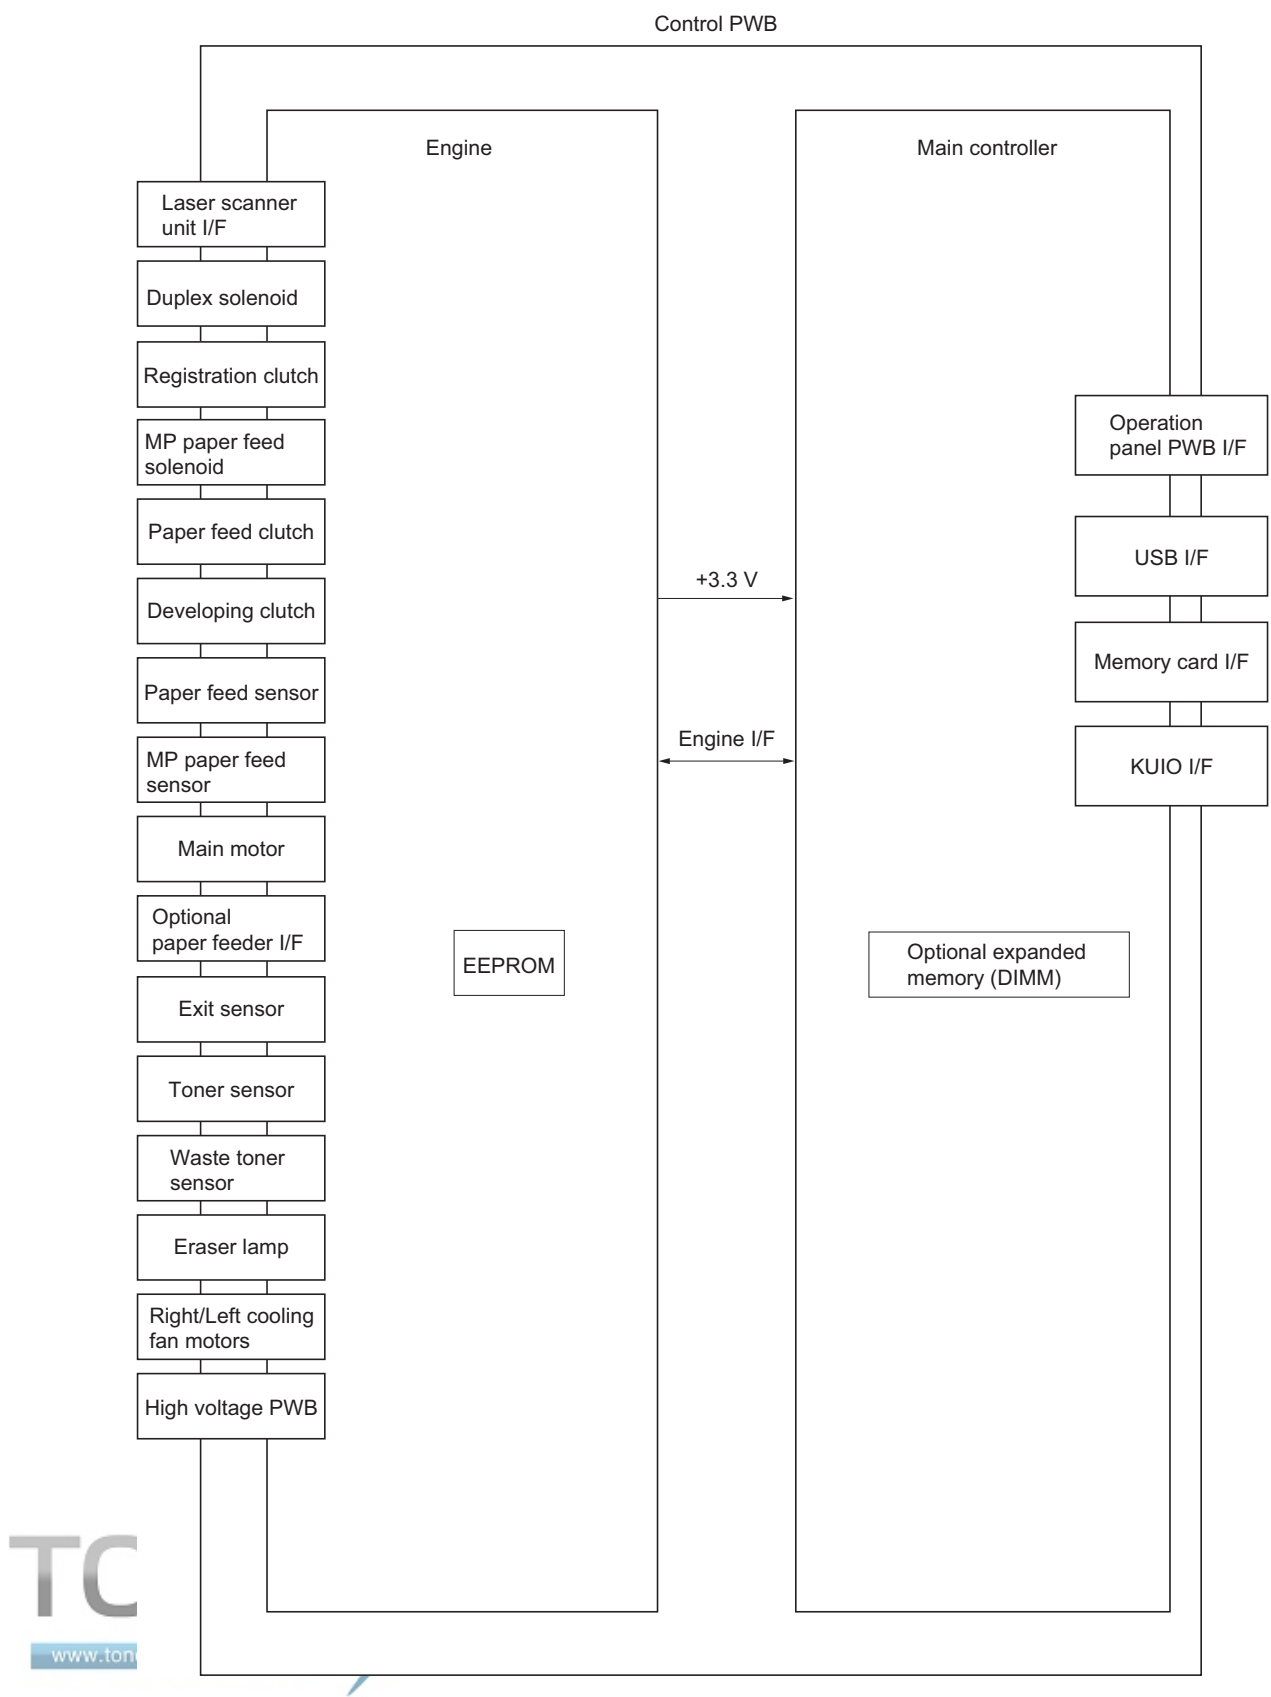 Control PWB
Engine
Main controller
Laser scanner
unit I/F
Duplex solenoid
Registration clutch
MP paper feed
solenoid
Paper feed clutch
Developing clutch
Paper feed sensor
MP paper feed
sensor
Main motor
Optional
paper feeder I/F
Exit sensor
Toner sensor
Waste toner
sensor
Eraser lamp
Right/Left cooling
fan motors
High voltage PWB
+3.3 V
Engine I/F
EEPROM
Operation
panel PWB I/F
USB I/F
Memory card I/F
KUIO I/F
Optional expanded
memory (DIMM)
TC
www.ton